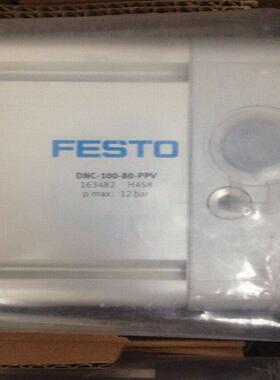 FESTO
DNC-100-80-PPV
163482 H458
p max: 12 bar